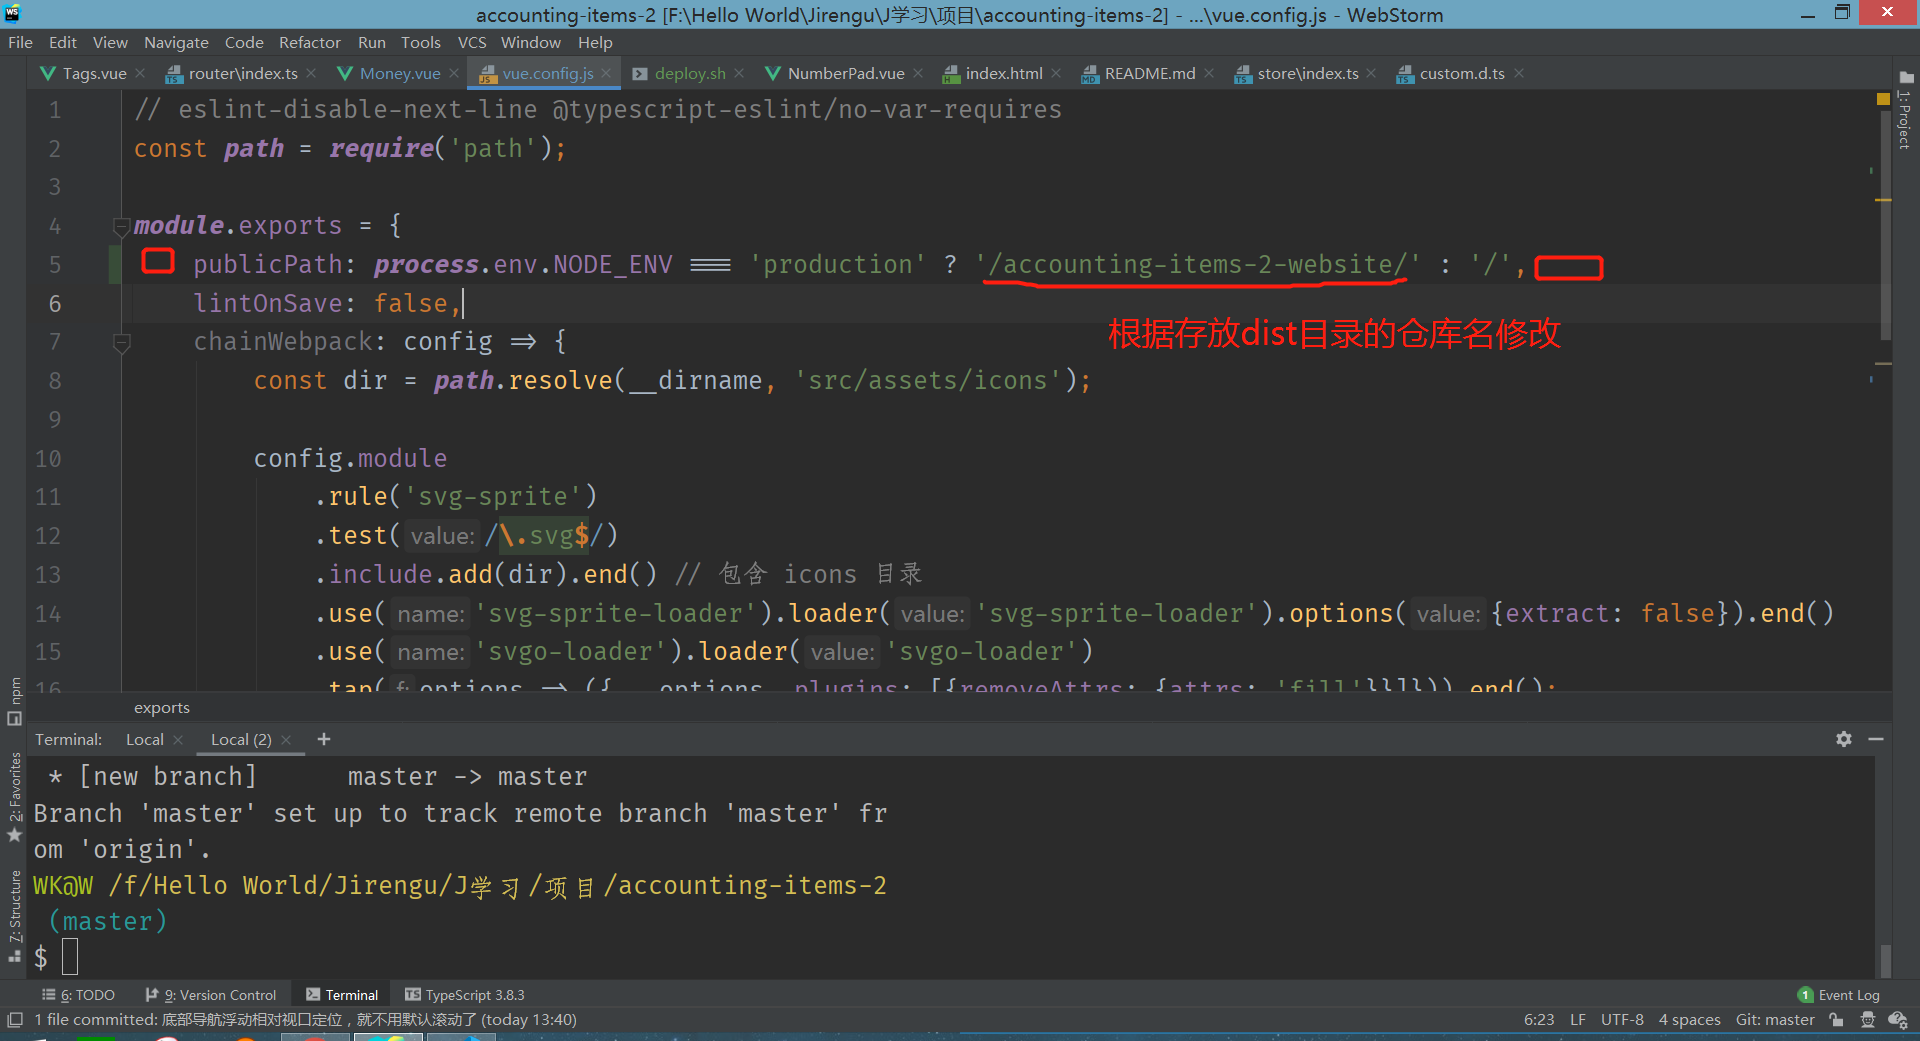 accounting-items-2 [F:\Hello World\Jirengu\J学习\项目\accounting-items-2] - ...\vue.config.js - WebStorm
File Edit View Navigate Code Refactor Run Tools VCS Window Help
Tags.vue router\index.ts Money.vue vue.config.js deploy.sh NumberPad.vue index.html README.md store\index.ts custom.d.ts
1 // eslint-disable-next-line @typescript-eslint/no-var-requires
2 const path = require('path');
3
4 module.exports = {
5 publicPath: process.env.NODE_ENV === 'production' ? '/accounting-items-2-website/' : '/',
6 lintOnSave: false,
根据存放dist目录的仓库名修改
7 chainWebpack: config => {
8 const dir = path.resolve(__dirname, 'src/assets/icons');
9
10 config.module
11 .rule('svg-sprite')
12 .test( value: /\.svg$/)
13 .include.add(dir).end() // 包含 icons 目录
14 .use( name: 'svg-sprite-loader').loader( value: 'svg-sprite-loader').options( value: {extract: false}).end()
15 .use( name: 'svgo-loader').loader( value: 'svgo-loader')
16 .tap( f: options => ({...options, plugins: [{removeAttrs: {attrs: 'fill'}}]})).end();
exports
Terminal: Local Local (2) +
* [new branch] master -> master
Branch 'master' set up to track remote branch 'master' fr
om 'origin'.
WK@W /f/Hello World/Jirengu/J学习/项目/accounting-items-2
(master)
$
1: Project
npm
2: Favorites
7: Structure
6: TODO 9: Version Control Terminal TypeScript 3.8.3 1 Event Log
1 file committed: 底部导航浮动相对视口定位，就不用默认滚动了 (today 13:40) 6:23 LF UTF-8 4 spaces Git: master